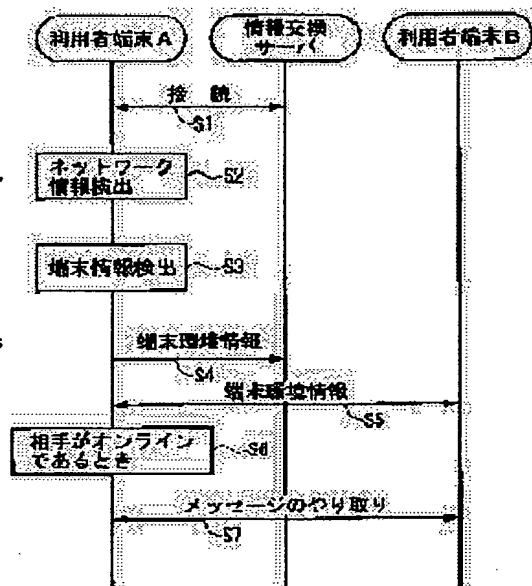 利用者端末A
情報交換
サーバ
利用者端末B
接続
S1
ネットワーク
情報検出
S2
端末情報検出
S3
端末環境情報
S4
端末環境情報
S5
相手がオンライン
であるとき
S6
メッセージのやり取り
S7